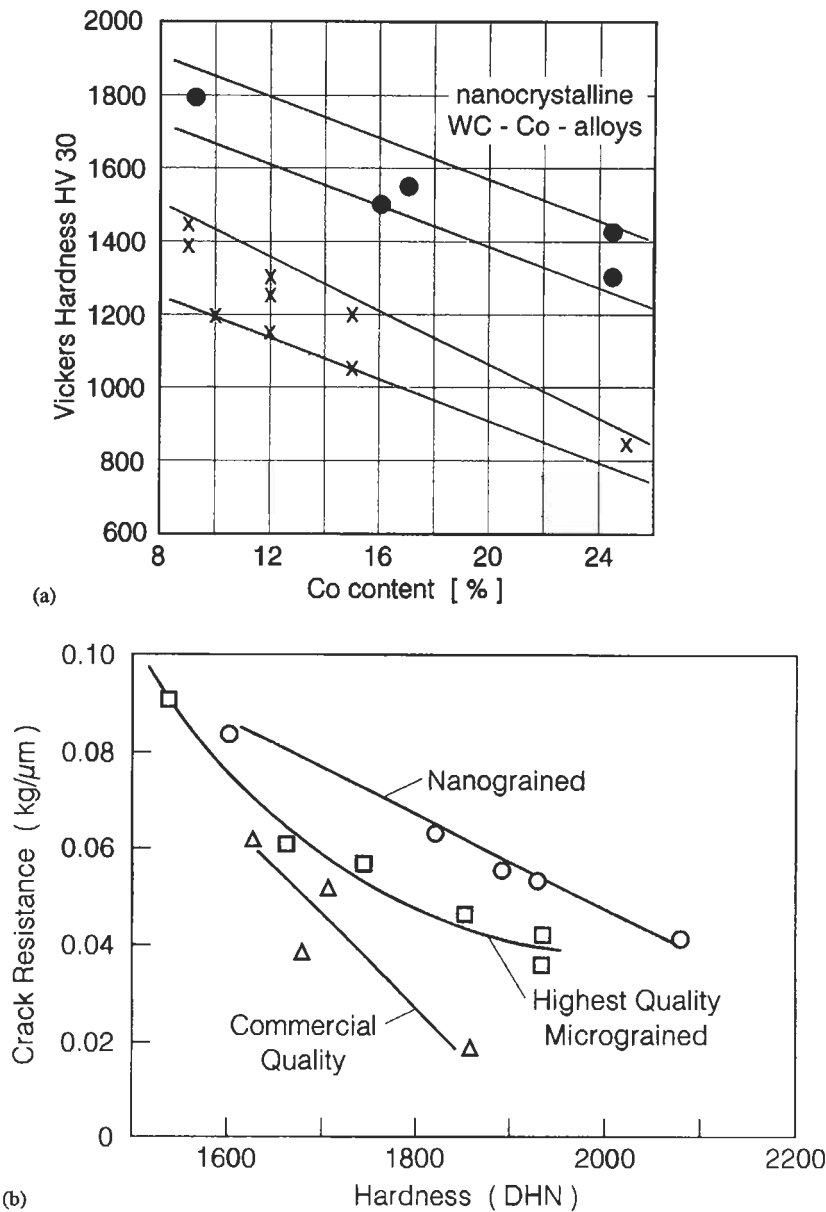 2000
1800
1600
1400
1200
1000
800
600
Vickers Hardness HV 30
nanocrystalline
WC - Co - alloys
8
12
16
20
24
Co content [ % ]
(a)
0.10
0.08
0.06
0.04
0.02
0
Crack Resistance ( kg/μm )
Nanograined
Highest Quality
Micrograined
Commercial
Quality
1600
1800
2000
2200
Hardness ( DHN )
(b)